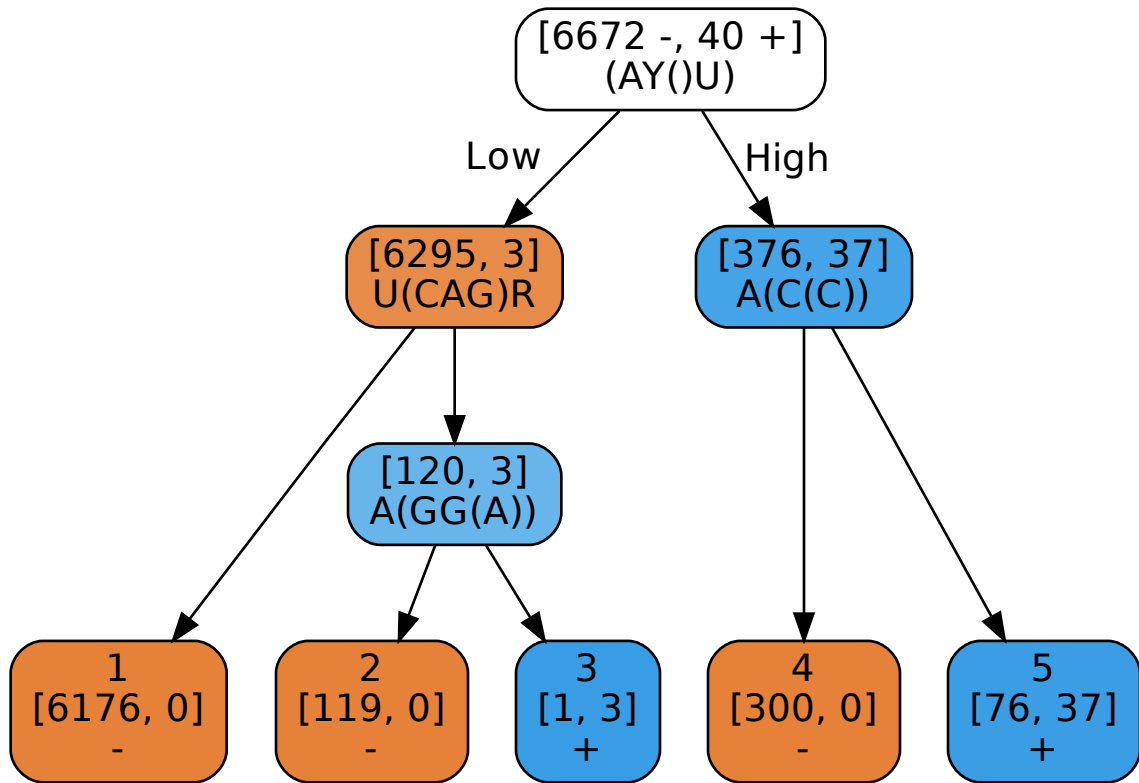 [6672 -, 40 +]
(AY()U)
Low
High
[6295, 3]
U(CAG)R
[376, 37]
A(C(C))
[120, 3]
A(GG(A))
1
[6176, 0]
-
2
[119, 0]
-
3
[1, 3]
+
4
[300, 0]
-
5
[76, 37]
+